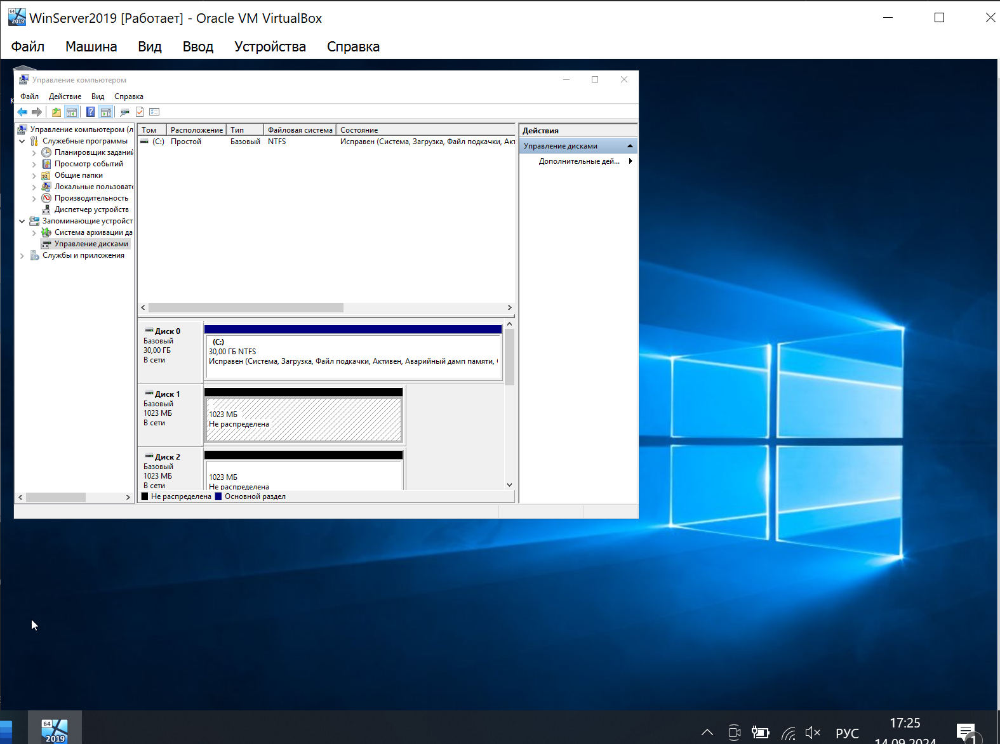 WinServer2019 [Работает] - Oracle VM VirtualBox
Файл Машина Вид Ввод Устройства Справка
Управление компьютером
Файл Действие Вид Справка
Управление компьютером (л
Служебные программы
Планировщик заданий
Просмотр событий
Общие папки
Локальные пользовате
Производительность
Диспетчер устройств
Запоминающие устройст
Система архивации да
Управление дисками
Службы и приложения
Том Расположение Тип Файловая система Состояние
(C:) Простой Базовый NTFS Исправен (Система, Загрузка, Файл подкачки, Акт
Диск 0
Базовый
30,00 ГБ
В сети
(C:)
30,00 ГБ NTFS
Исправен (Система, Загрузка, Файл подкачки, Активен, Аварийный дамп памяти,
Диск 1
Базовый
1023 МБ
В сети
1023 МБ
Не распределена
Диск 2
Базовый
1023 МБ
В сети
1023 МБ
Не распределена
Не распределена Основной раздел
Действия
Управление дисками
Дополнительные дей...
64
2019
РУС
17:25
14.09.2024
1